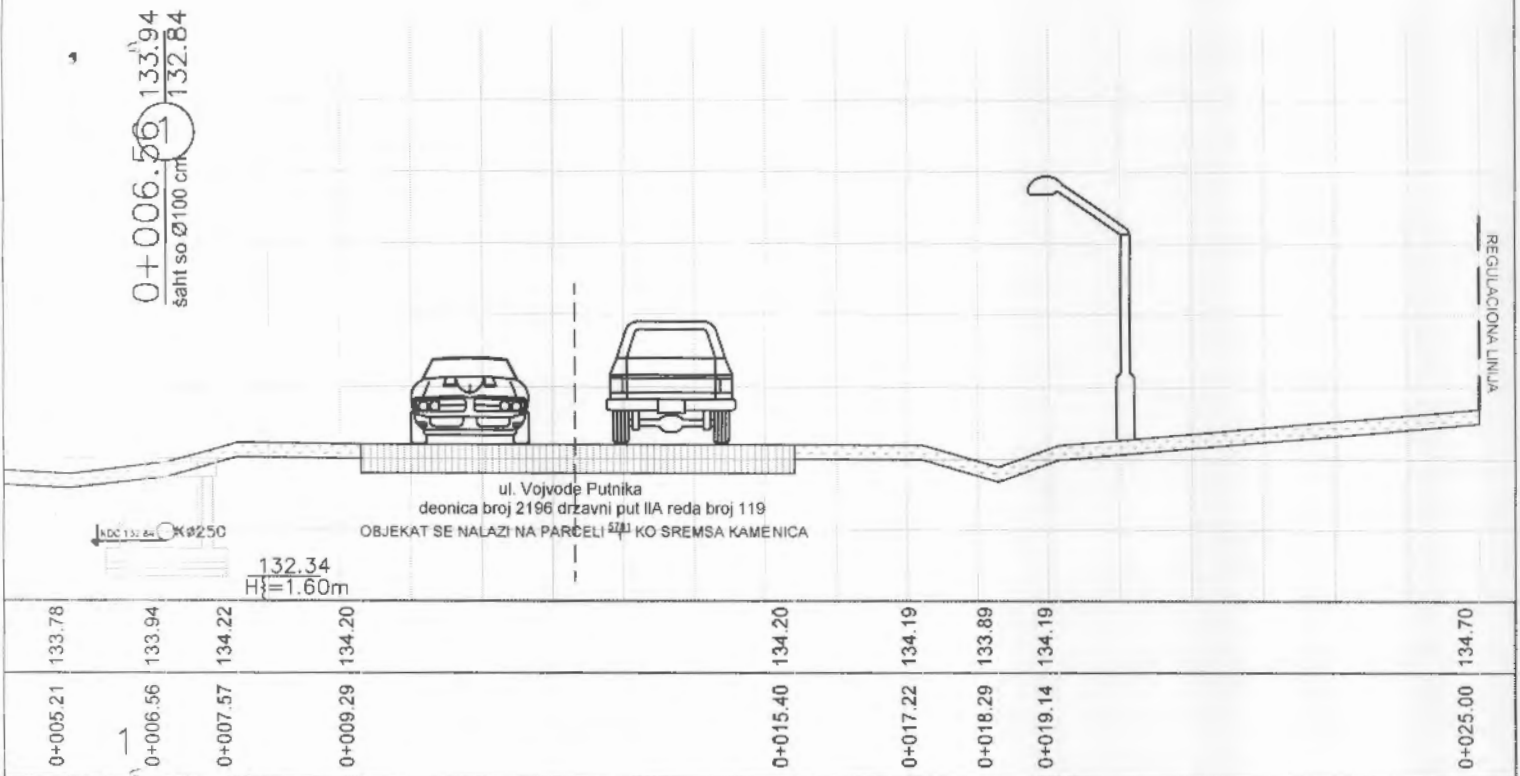 0+006.56 133.94
1
šaht so Ø100 cm 132.84
REGULACIONA LINIJA
ul. Vojvode Putnika
deonica broj 2196 drzavni put IIA reda broj 119
OBJEKAT SE NALAZI NA PARCELI KO SREMSA KAMENICA
KDC 132.84 KØ250
132.34
H=1.60m
133.78 133.94 134.22 134.20 134.20 134.19 133.89 134.19 134.70
0+005.21 0+006.56 0+007.57 0+009.29 0+015.40 0+017.22 0+018.29 0+019.14 0+025.00
1